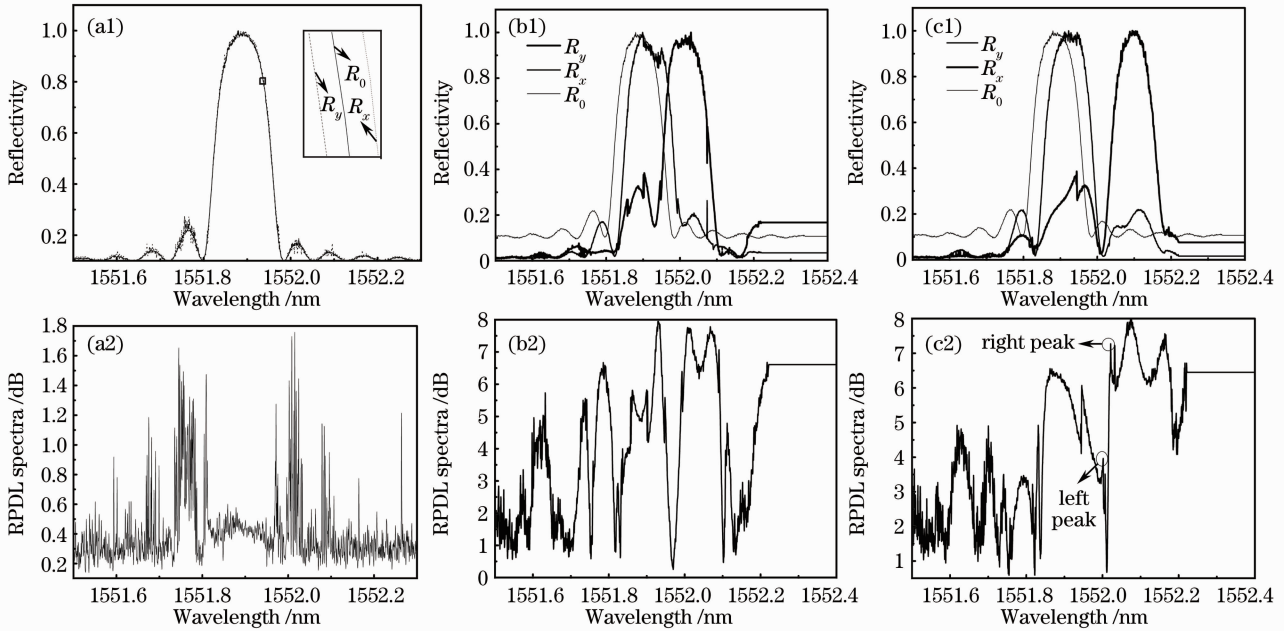 (a1)
Reflectivity
1.0
0.8
0.6
0.4
0.2
R0
Ry Rx
1551.6 1551.8 1552.0 1552.2
Wavelength /nm
(b1)
Reflectivity
1.0
0.8
0.6
0.4
0.2
0
Ry
Rx
R0
1551.6 1551.8 1552.0 1552.2 1552.4
Wavelength /nm
(c1)
Reflectivity
1.0
0.8
0.6
0.4
0.2
0
Ry
Rx
R0
1551.6 1551.8 1552.0 1552.2 1552.4
Wavelength /nm
(a2)
RPDL spectra /dB
1.8
1.6
1.4
1.2
1.0
0.8
0.6
0.4
0.2
1551.6 1551.8 1552.0 1552.2
Wavelength /nm
(b2)
RPDL spectra /dB
8
7
6
5
4
3
2
1
0
1551.6 1551.8 1552.0 1552.2 1552.4
Wavelength /nm
(c2)
RPDL spectra /dB
8
7
6
5
4
3
2
1
right peak
left
peak
1551.6 1551.8 1552.0 1552.2 1552.4
Wavelength /nm